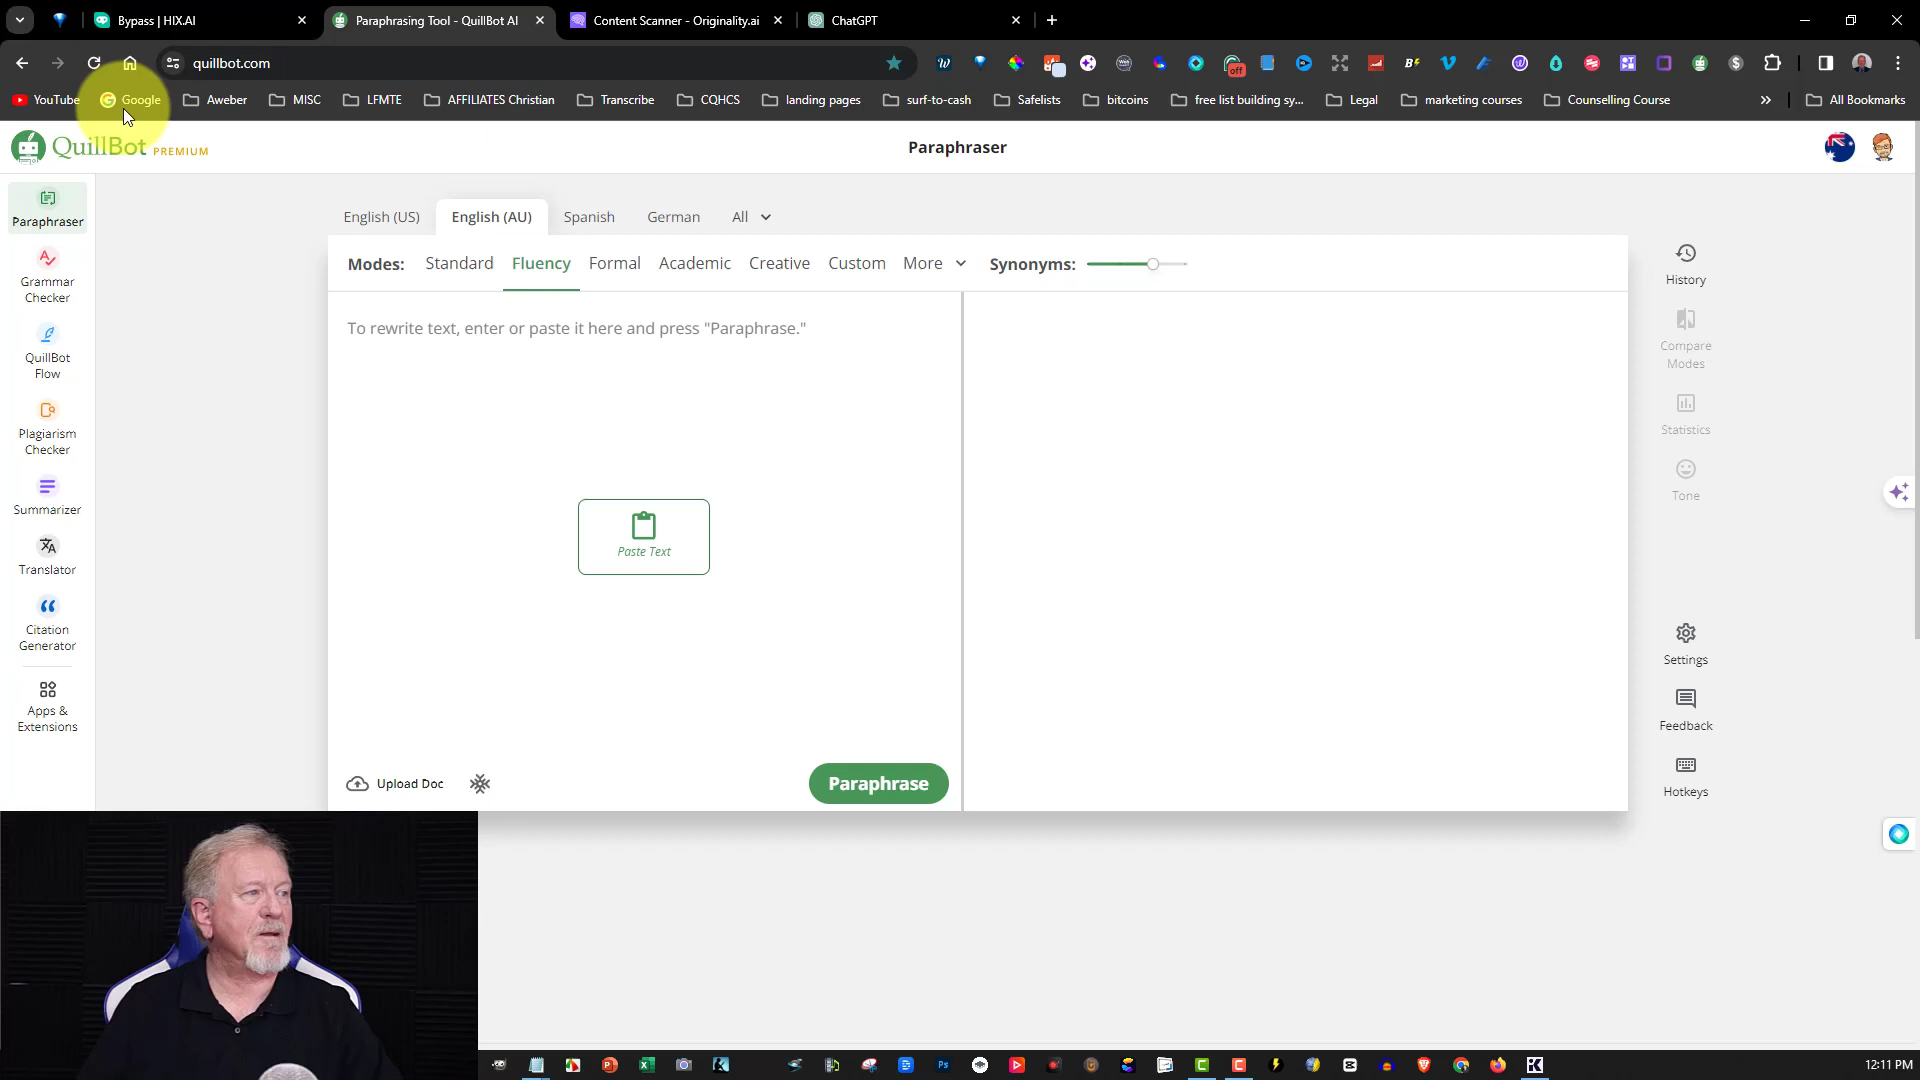 Bypass | HIX.AI
Paraphrasing Tool - QuillBot AI
Content Scanner - Originality.ai
ChatGPT
quillbot.com
off
YouTube
Google
Aweber
MISC
LFMTE
AFFILIATES Christian
Transcribe
CQHCS
landing pages
surf-to-cash
Safelists
bitcoins
free list building sy...
Legal
marketing courses
Counselling Course
All Bookmarks
QuillBot PREMIUM
Paraphraser
Paraphraser
Grammar
Checker
QuillBot
Flow
Plagiarism
Checker
Summarizer
Translator
Citation
Generator
Apps &
Extensions
English (US)
English (AU)
Spanish
German
All
Modes:
Standard
Fluency
Formal
Academic
Creative
Custom
More
Synonyms:
To rewrite text, enter or paste it here and press "Paraphrase."
Paste Text
Upload Doc
Paraphrase
History
Compare
Modes
Statistics
Tone
Settings
Feedback
Hotkeys
12:11 PM